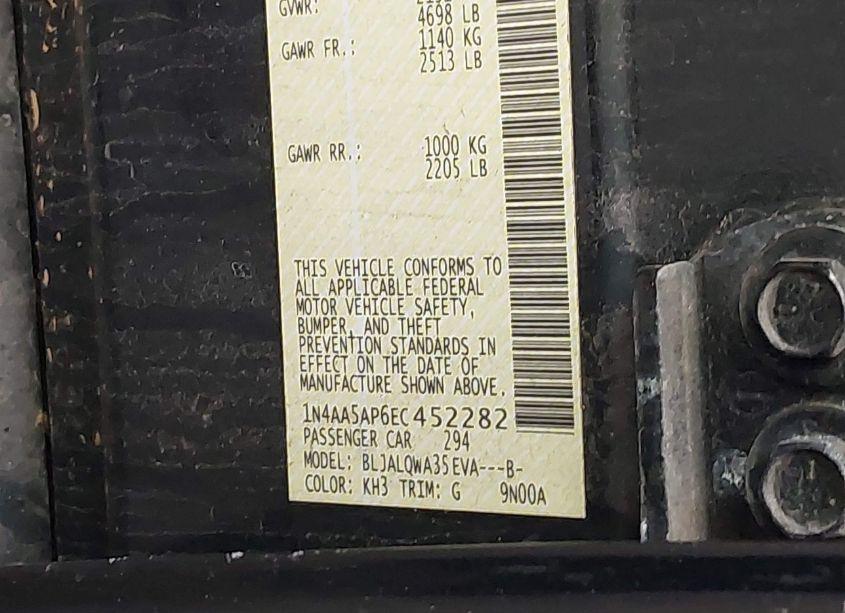 GVWR:
4698 LB
GAWR FR.: 1140 KG
2513 LB
GAWR RR.: 1000 KG
2205 LB
THIS VEHICLE CONFORMS TO
ALL APPLICABLE FEDERAL
MOTOR VEHICLE SAFETY,
BUMPER, AND THEFT
PREVENTION STANDARDS IN
EFFECT ON THE DATE OF
MANUFACTURE SHOWN ABOVE.
1N4AA5AP6EC452282
PASSENGER CAR 294
MODEL: BLJALQWA35EVA---B-
COLOR: KH3 TRIM: G 9N00A